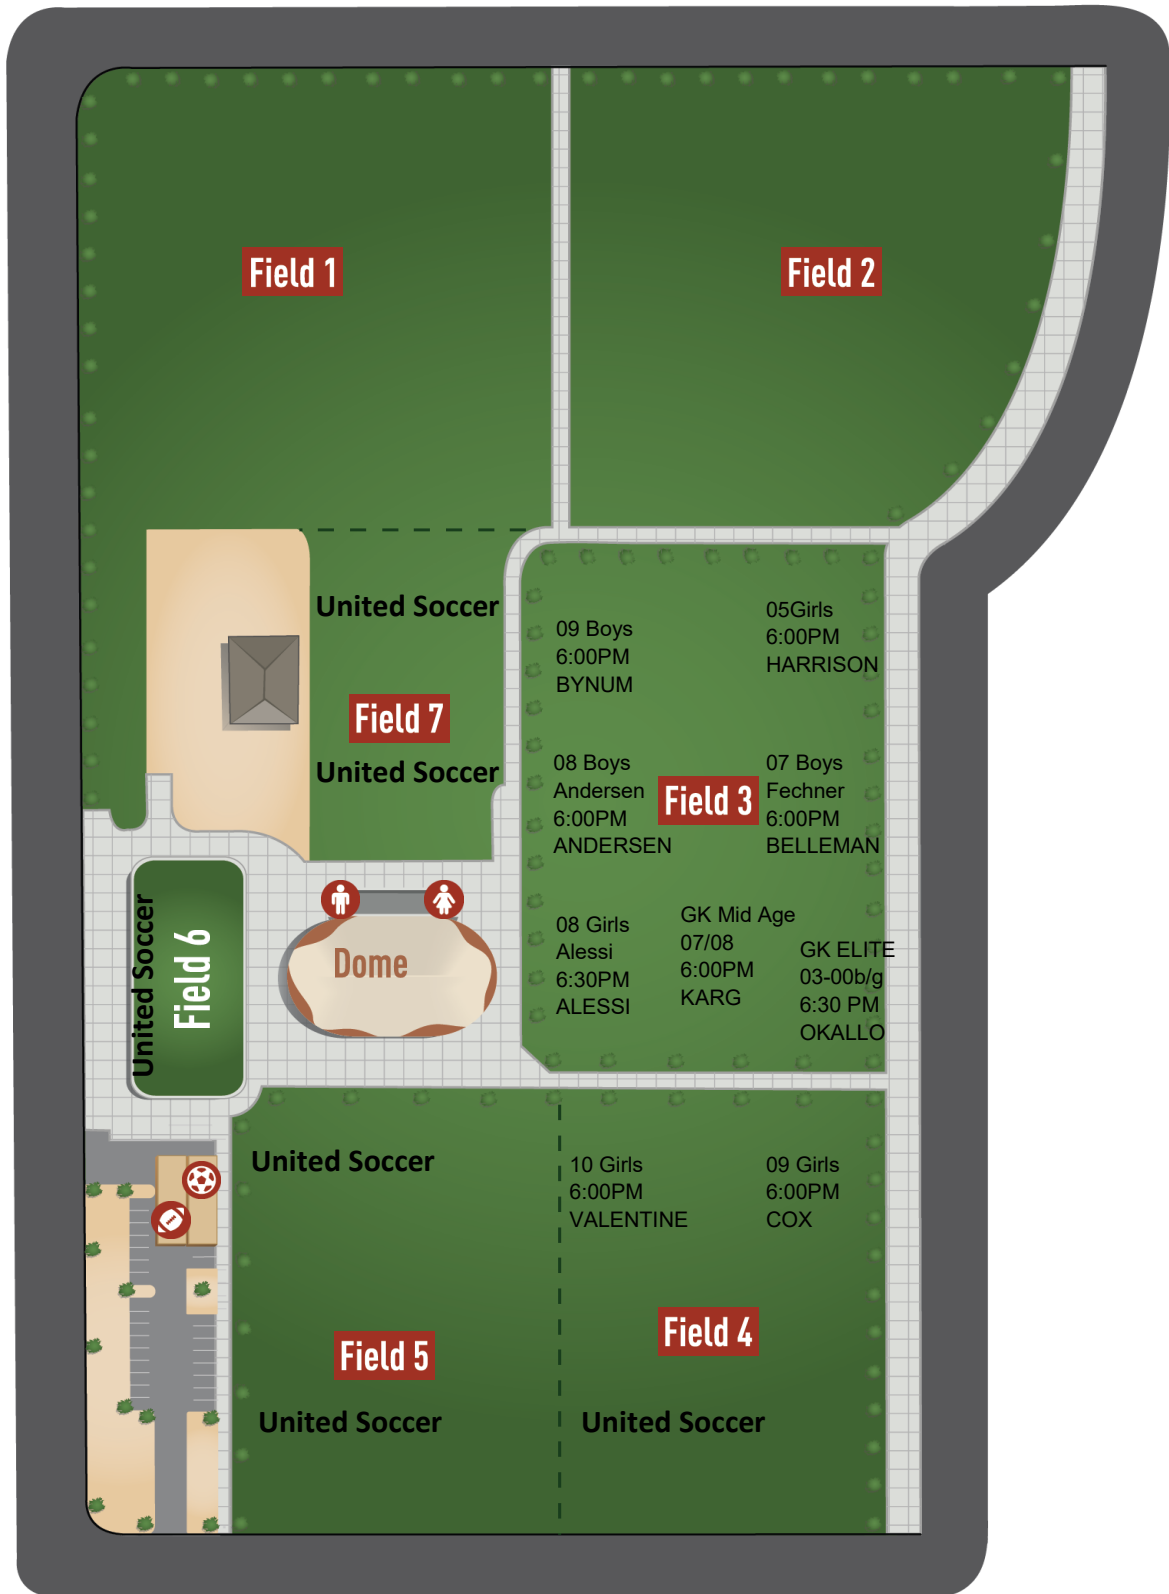 Field 1
Field 2
United Soccer
Field 7
United Soccer
09 Boys
6:00PM
BYNUM
05Girls
6:00PM
HARRISON
08 Boys
Andersen
6:00PM
ANDERSEN
Field 3
07 Boys
Fechner
6:00PM
BELLEMAN
08 Girls
Alessi
6:30PM
ALESSI
GK Mid Age
07/08
6:00PM
KARG
GK ELITE
03-00b/g
6:30 PM
OKALLO
United Soccer
Field 6
Dome
United Soccer
Field 5
United Soccer
10 Girls
6:00PM
VALENTINE
09 Girls
6:00PM
COX
Field 4
United Soccer